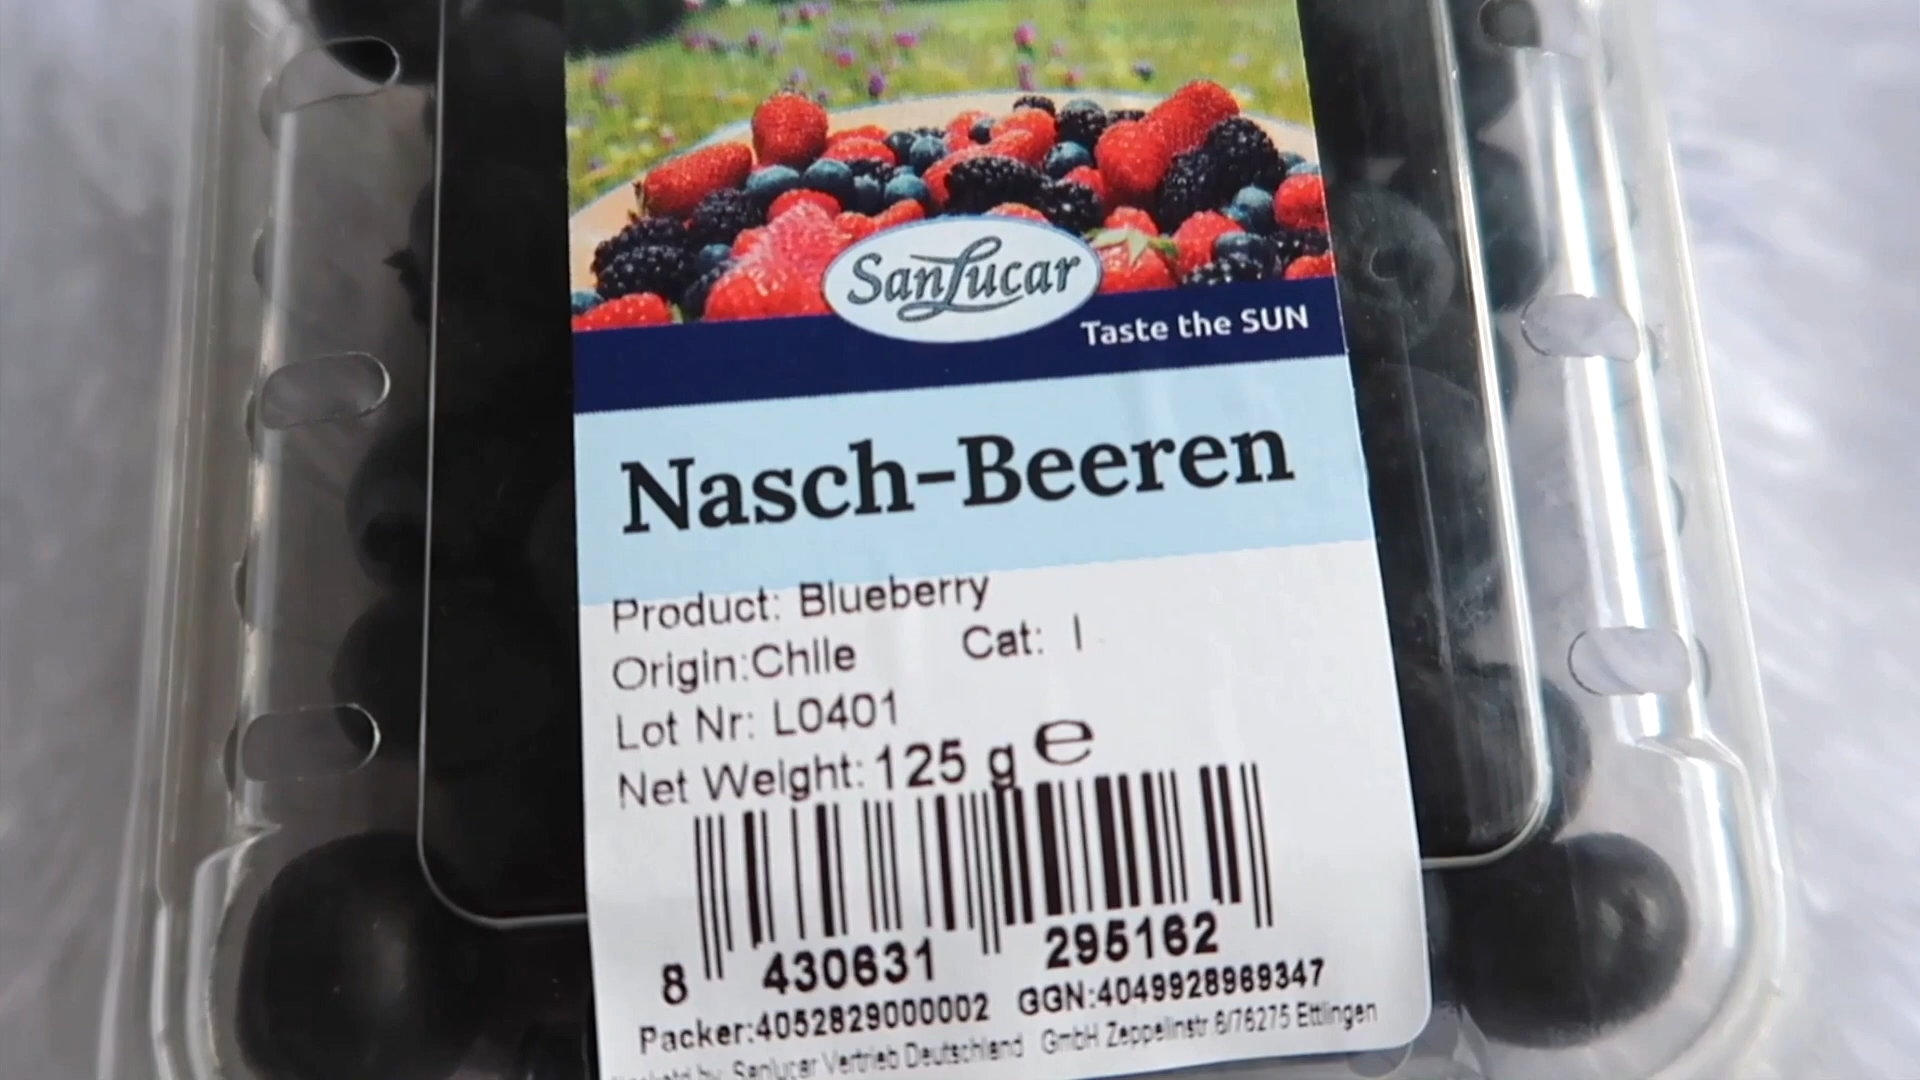 SanLucar
Taste the SUN
Nasch-Beeren
Product: Blueberry
Origin:Chile Cat: I
Lot Nr: L0401
Net Weight: 125 g ℮
8 430631 295162
Packer:4052829000002 GGN:4049928969347
by Sanlucar Vertrieb Deutschland GmbH Zeppelinstr.6/76275 Ettlingen